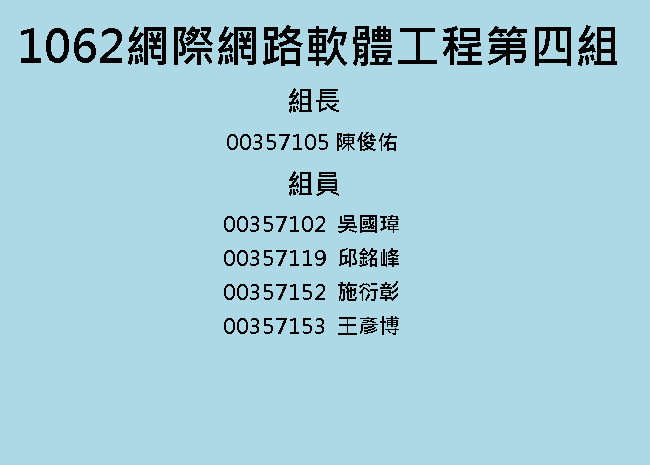 1062網際網路軟體工程第四組
組長
00357105 陳俊佑
組員
00357102 吳國瑋
00357119 邱銘峰
00357152 施衍彰
00357153 王彥博